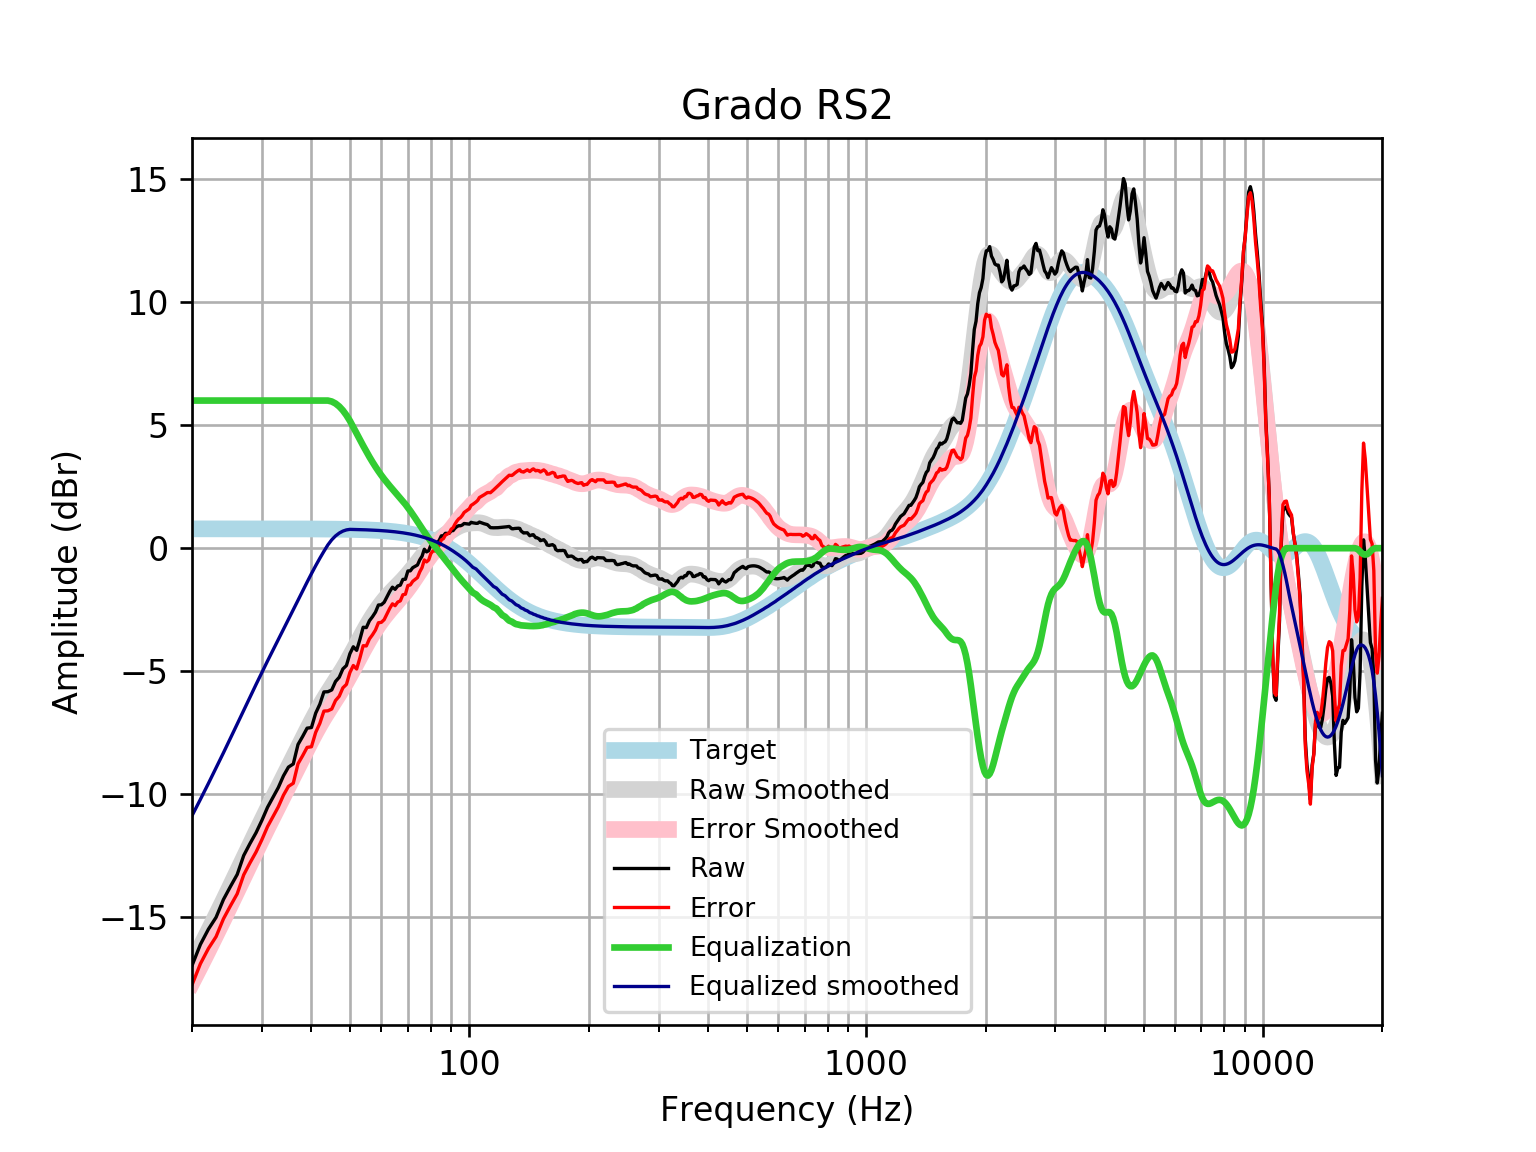 Grado RS2
15
10
5
0
−5
−10
−15
Amplitude (dBr)
Target
Raw Smoothed
Error Smoothed
Raw
Error
Equalization
Equalized smoothed
100 1000 10000
Frequency (Hz)